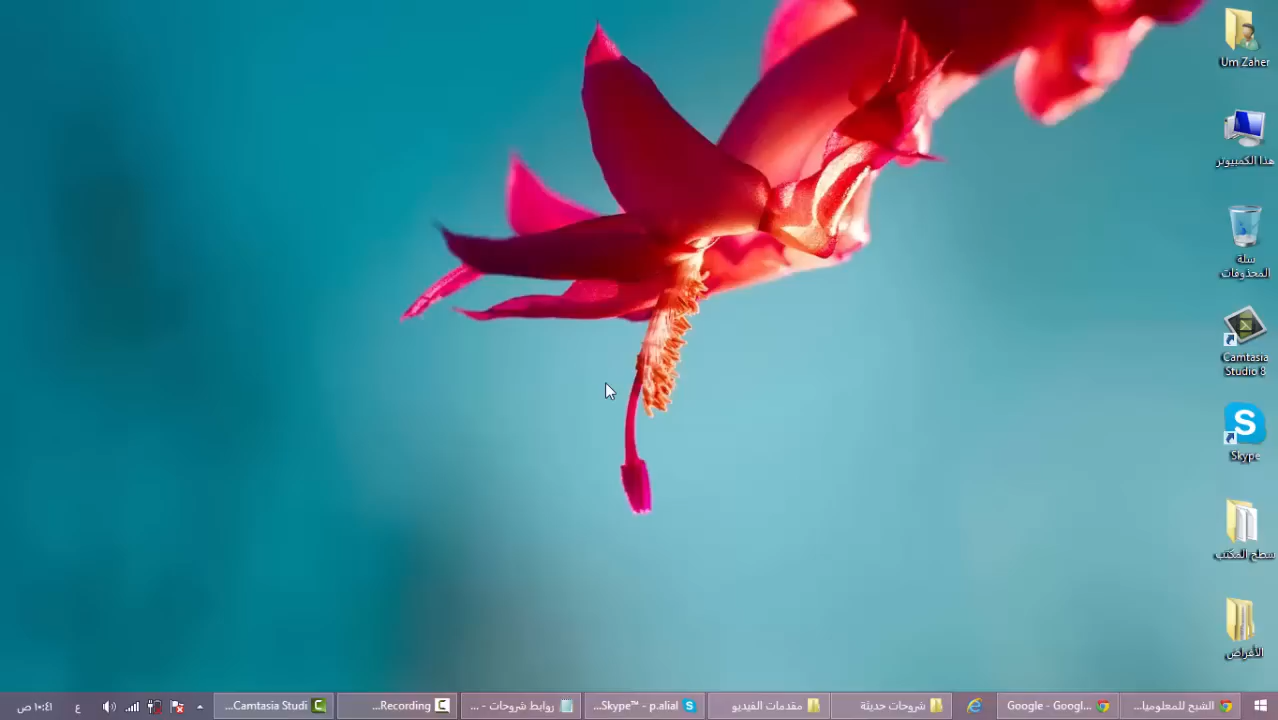 Um Zaher
هذا الكمبيوتر
سلة
المحذوفات
Camtasia
Studio 8
Skype
سطح المكتب
الأغراض
الشيخ للمعلوميا...
Google - Googl...
شروحات حديثة
مقدمات الفيديو
Skype™ - p.alial...
روابط شروحات - ...
Recording...
Camtasia Studi...
ع
١٠:٤١ ص